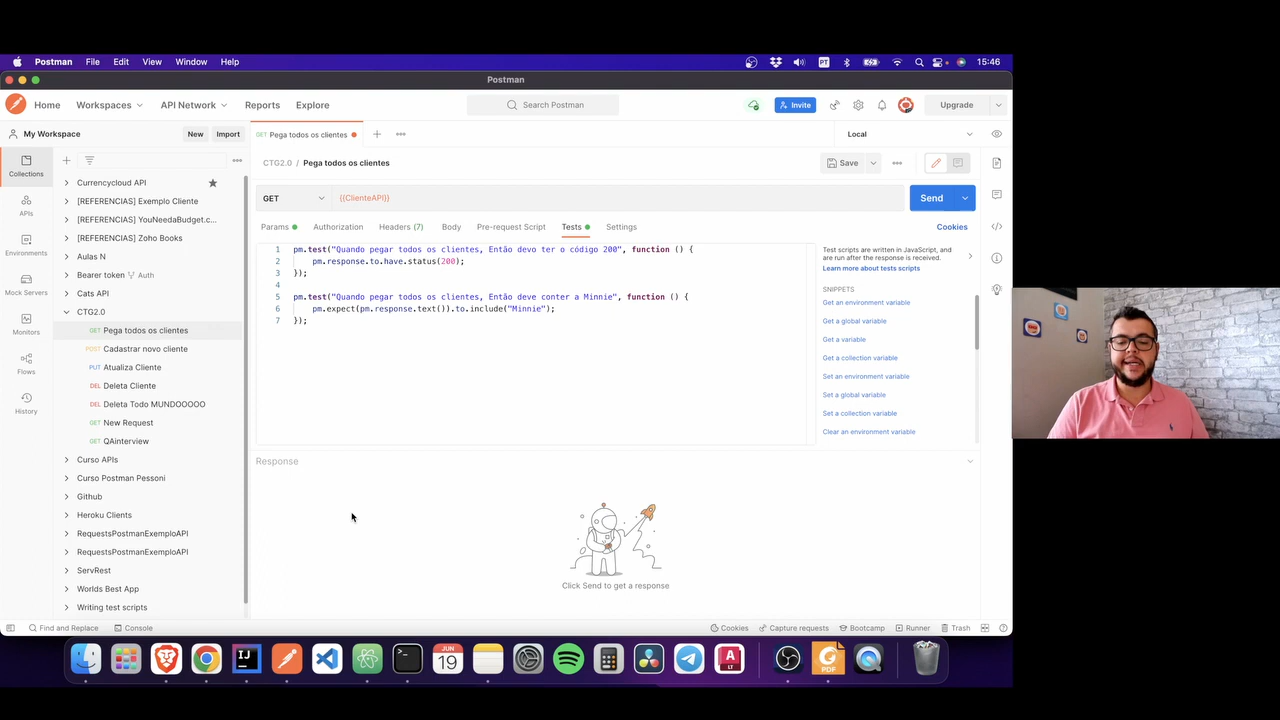 Postman File Edit View Window Help PT 15:46
Postman
Home Workspaces API Network Reports Explore Search Postman Invite Upgrade
My Workspace New Import GET Pega todos os clientes Local
CTG2.0 / Pega todos os clientes Save
GET {{ClienteAPI}} Send
Params Authorization Headers (7) Body Pre-request Script Tests Settings Cookies
Collections
APIs
Environments
Mock Servers
Monitors
Flows
History
Currencycloud API
[REFERENCIAS] Exemplo Cliente
[REFERENCIAS] YouNeedaBudget.c...
[REFERENCIAS] Zoho Books
Aulas N
Bearer token Auth
Cats API
CTG2.0
GET Pega todos os clientes
POST Cadastrar novo cliente
PUT Atualiza Cliente
DEL Deleta Cliente
DEL Deleta Todo MUNDOOOOO
GET New Request
GET QAinterview
Curso APIs
Curso Postman Pessoni
Github
Heroku Clients
RequestsPostmanExemploAPI
RequestsPostmanExemploAPI
ServRest
Worlds Best App
Writing test scripts
1 pm.test("Quando pegar todos os clientes, Então devo ter o código 200", function () {
2 pm.response.to.have.status(200);
3 });
4
5 pm.test("Quando pegar todos os clientes, Então deve conter a Minnie", function () {
6 pm.expect(pm.response.text()).to.include("Minnie");
7 });
Test scripts are written in JavaScript, and
are run after the response is received.
Learn more about tests scripts
SNIPPETS
Get an environment variable
Get a global variable
Get a variable
Get a collection variable
Set an environment variable
Set a global variable
Set a collection variable
Clear an environment variable
Response
Click Send to get a response
Find and Replace Console Cookies Capture requests Bootcamp Runner Trash
JUN
19
PDF